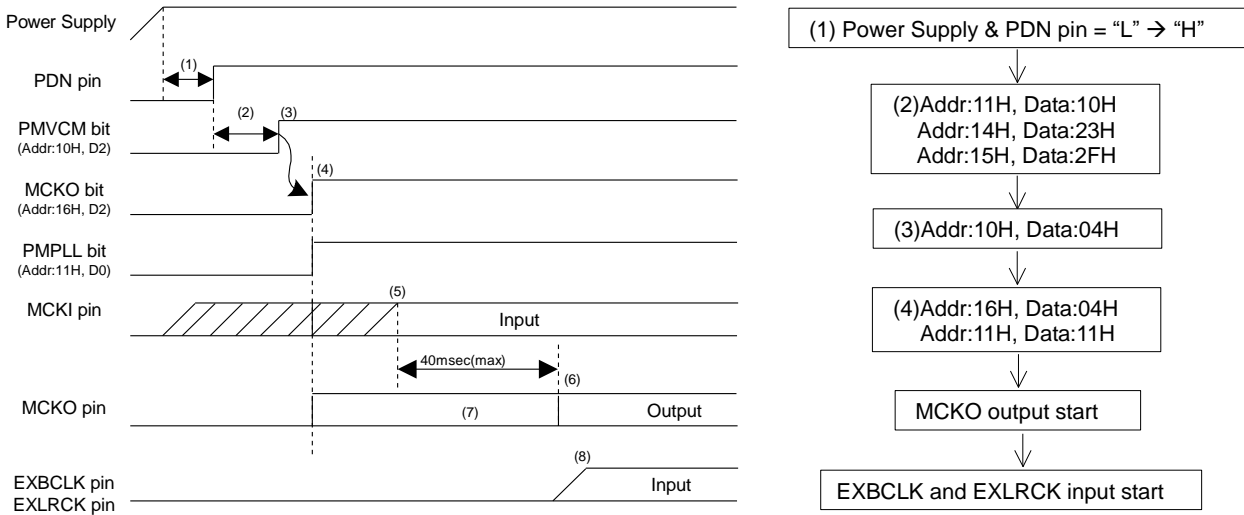 Power Supply
(1)
PDN pin
(2)
(3)
PMVCM bit
(Addr:10H, D2)
(4)
MCKO bit
(Addr:16H, D2)
PMPLL bit
(Addr:11H, D0)
(5)
MCKI pin
Input
40msec(max)
(6)
MCKO pin
(7)
Output
(8)
EXBCLK pin
EXLRCK pin
Input
(1) Power Supply & PDN pin = “L” → “H”
(2)Addr:11H, Data:10H
Addr:14H, Data:23H
Addr:15H, Data:2FH
(3)Addr:10H, Data:04H
(4)Addr:16H, Data:04H
Addr:11H, Data:11H
MCKO output start
EXBCLK and EXLRCK input start